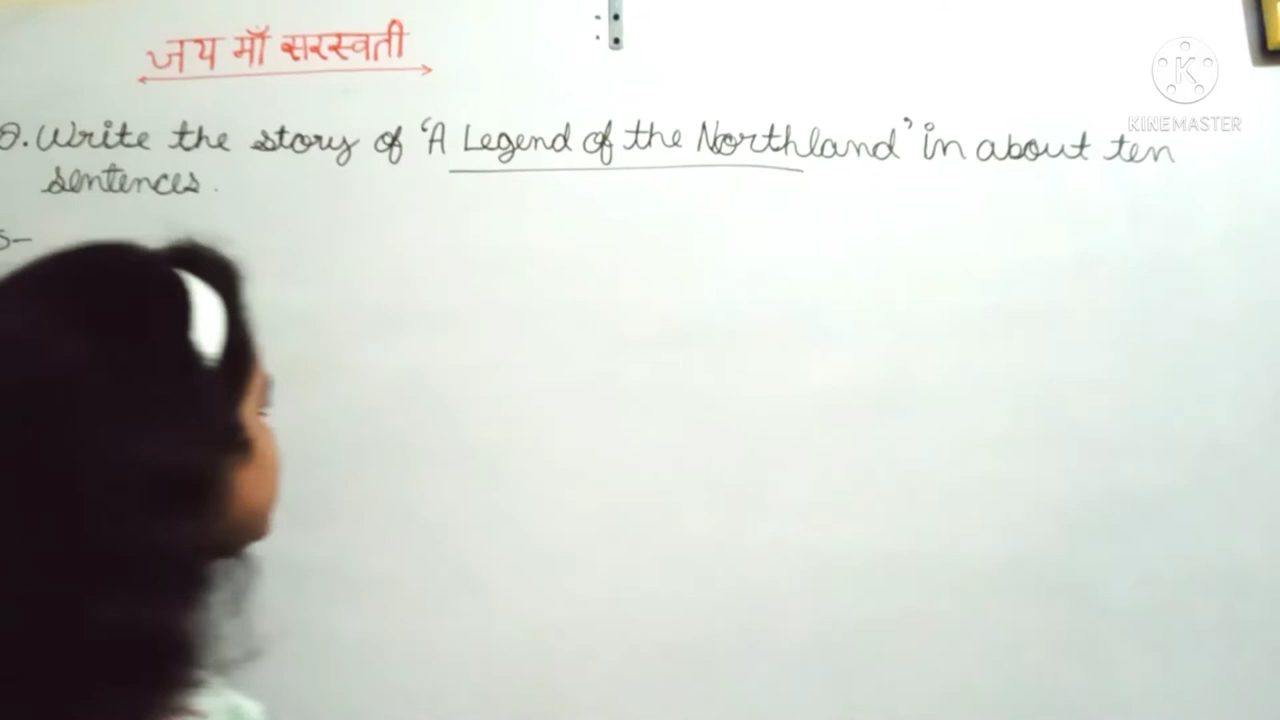 जय माँ सरस्वती
Q. Write the story of 'A Legend of the Northland' in about ten
sentences.
KINEMASTER